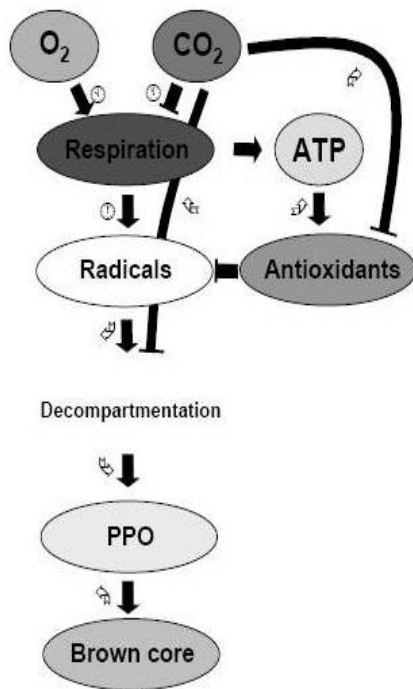 O₂
CO₂
Respiration
ATP
Radicals
Antioxidants
Decompartmentation
PPO
Brown core